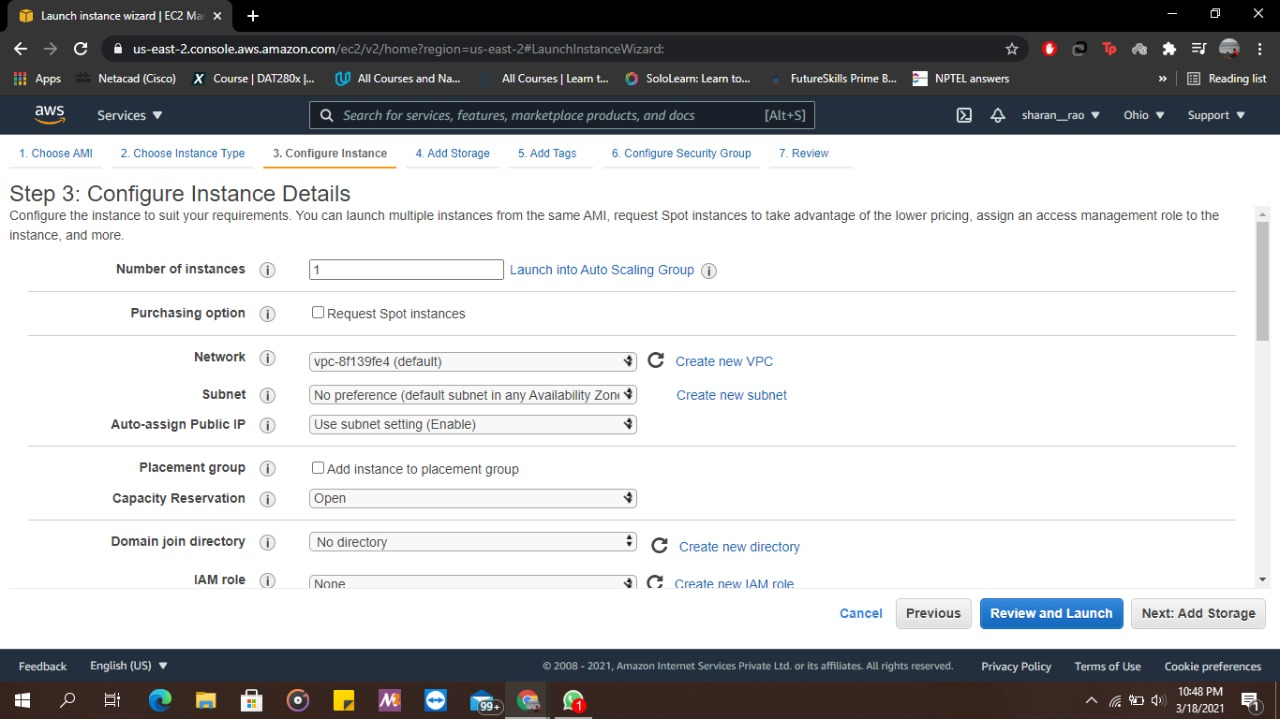 Launch instance wizard | EC2 Ma
us-east-2.console.aws.amazon.com/ec2/v2/home?region=us-east-2#LaunchInstanceWizard:
Apps Netacad (Cisco) Course | DAT280x |... All Courses and Na... All Courses | Learn t... SoloLearn: Learn to... FutureSkills Prime B... NPTEL answers » Reading list
aws Services Search for services, features, marketplace products, and docs [Alt+S] sharan__rao Ohio Support
1. Choose AMI 2. Choose Instance Type 3. Configure Instance 4. Add Storage 5. Add Tags 6. Configure Security Group 7. Review
Step 3: Configure Instance Details
Configure the instance to suit your requirements. You can launch multiple instances from the same AMI, request Spot instances to take advantage of the lower pricing, assign an access management role to the
instance, and more.
Number of instances 1 Launch into Auto Scaling Group
Purchasing option Request Spot instances
Network vpc-8f139fe4 (default) Create new VPC
Subnet No preference (default subnet in any Availability Zone Create new subnet
Auto-assign Public IP Use subnet setting (Enable)
Placement group Add instance to placement group
Capacity Reservation Open
Domain join directory No directory Create new directory
IAM role None Create new IAM role
Cancel Previous Review and Launch Next: Add Storage
Feedback English (US) © 2008 - 2021, Amazon Internet Services Private Ltd. or its affiliates. All rights reserved. Privacy Policy Terms of Use Cookie preferences
99+ 1 10:48 PM
3/18/2021 1